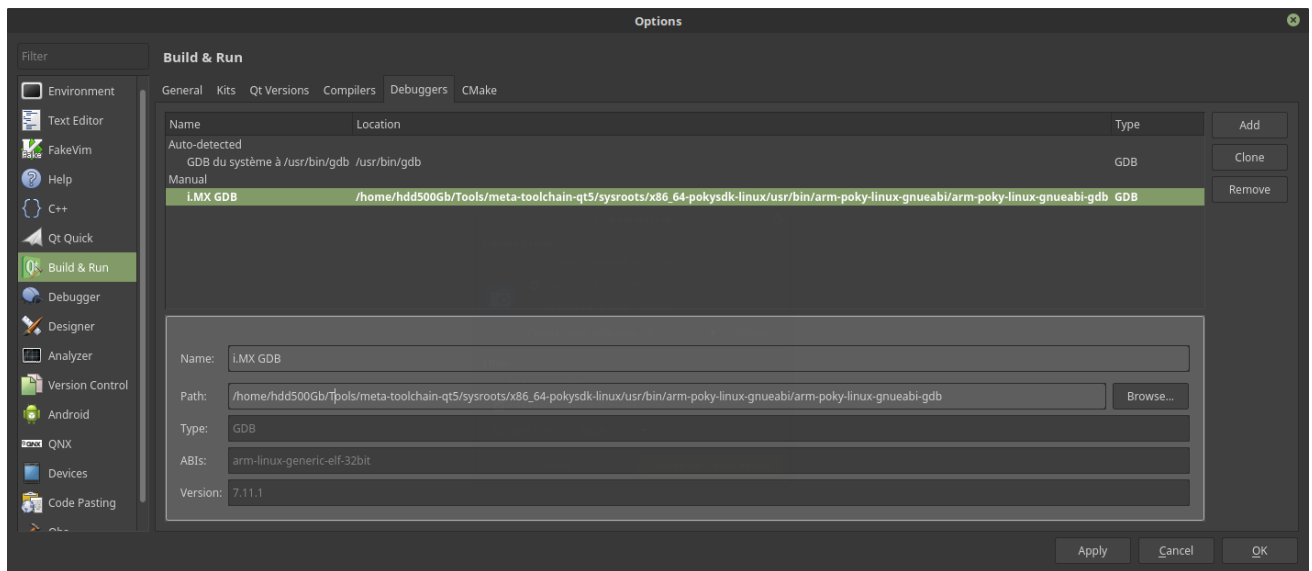 Options
Filter
Build & Run
Environment
Text Editor
FakeVim
Help
C++
Qt Quick
Build & Run
Debugger
Designer
Analyzer
Version Control
Android
QNX
Devices
Code Pasting
General Kits Qt Versions Compilers Debuggers CMake
Name Location Type
Auto-detected
GDB du système à /usr/bin/gdb /usr/bin/gdb GDB
Manual
i.MX GDB /home/hdd500Gb/Tools/meta-toolchain-qt5/sysroots/x86_64-pokysdk-linux/usr/bin/arm-poky-linux-gnueabi/arm-poky-linux-gnueabi-gdb GDB
Add
Clone
Remove
Name: i.MX GDB
Path: /home/hdd500Gb/Tools/meta-toolchain-qt5/sysroots/x86_64-pokysdk-linux/usr/bin/arm-poky-linux-gnueabi/arm-poky-linux-gnueabi-gdb Browse...
Type: GDB
ABIs: arm-linux-generic-elf-32bit
Version: 7.11.1
Apply Cancel OK